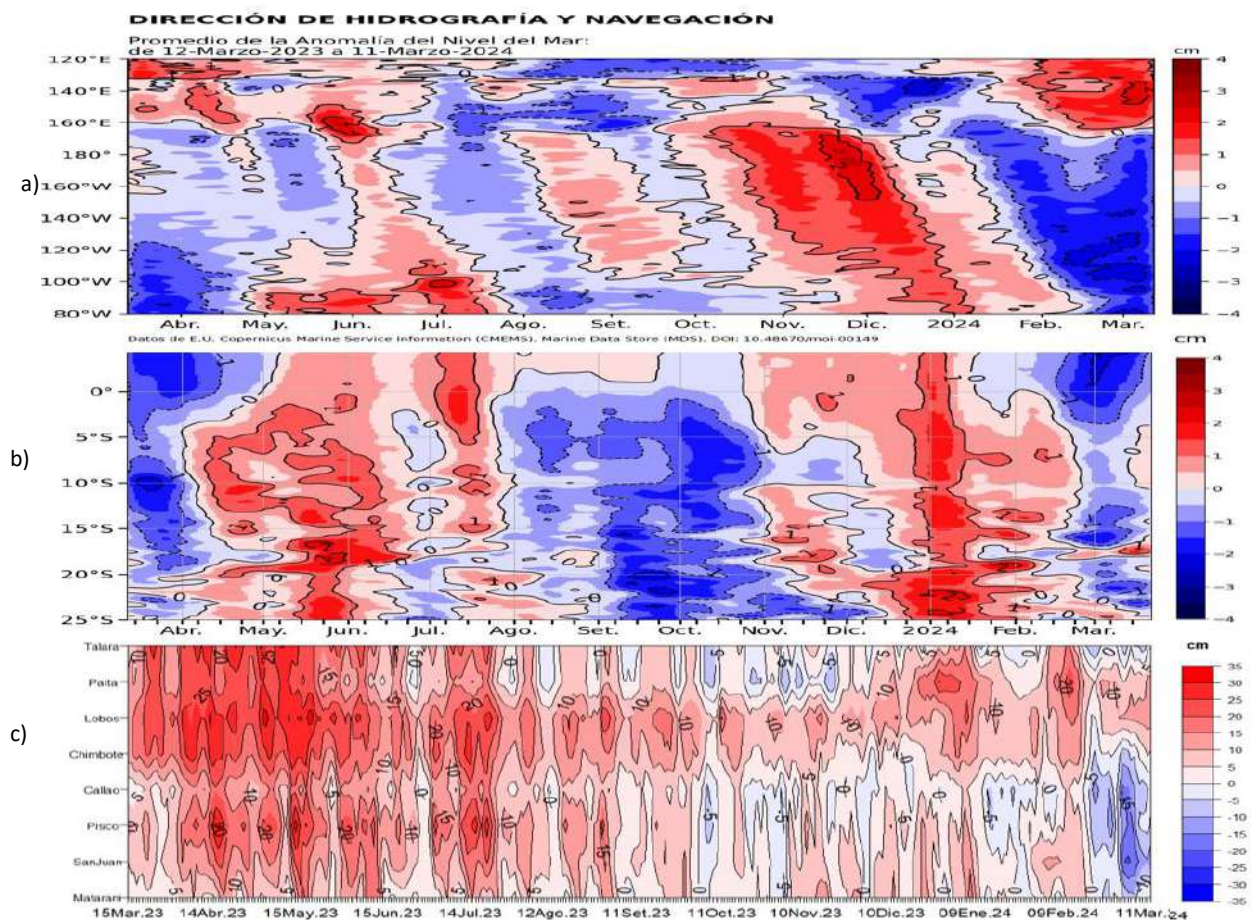 DIRECCIÓN DE HIDROGRAFÍA Y NAVEGACIÓN
Promedio de la Anomalía del Nivel del Mar:
de 12-Marzo-2023 a 11-Marzo-2024
cm
a)
120°E
140°E
160°E
180°
160°W
140°W
120°W
100°W
80°W
4
3
2
1
0
−1
−2
−3
−4
Abr. May. Jun. Jul. Ago. Set. Oct. Nov. Dic. 2024 Feb. Mar.
Datos de E.U. Copernicus Marine Service Information (CMEMS), Marine Data Store (MDS), DOI: 10.48670/moi-00149
cm
b)
0°
5°S
10°S
15°S
20°S
25°S
4
3
2
1
0
−1
−2
−3
−4
Abr. May. Jun. Jul. Ago. Set. Oct. Nov. Dic. 2024 Feb. Mar.
cm
c)
Talara
Paita
Lobos
Chimbote
Callao
Pisco
SanJuan
Matarani
35
30
25
20
15
10
5
0
-5
-10
-15
-20
-25
-30
-35
15Mar.23 14Abr.23 15May.23 15Jun.23 14Jul.23 12Ago.23 11Set.23 11Oct.23 10Nov.23 10Dic.23 09Ene.24 09Feb.24 11Mar.24